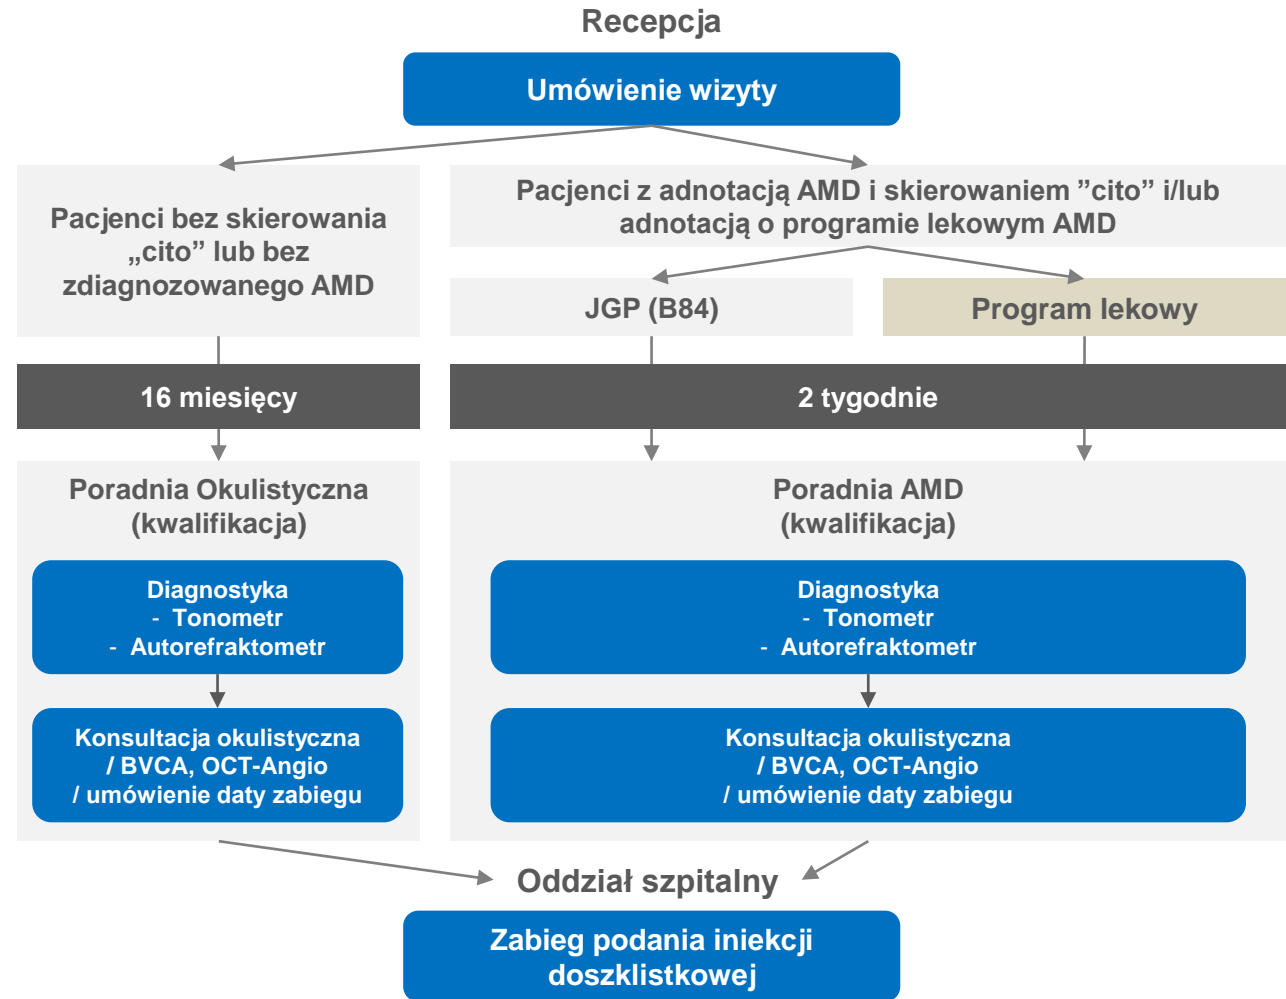 Recepcja
Umówienie wizyty
Pacjenci bez skierowania
„cito” lub bez
zdiagnozowanego AMD
Pacjenci z adnotacją AMD i skierowaniem ”cito” i/lub
adnotacją o programie lekowym AMD
JGP (B84)
Program lekowy
16 miesięcy
2 tygodnie
Poradnia Okulistyczna
(kwalifikacja)
Diagnostyka
- Tonometr
- Autorefraktometr
Konsultacja okulistyczna
/ BVCA, OCT-Angio
/ umówienie daty zabiegu
Poradnia AMD
(kwalifikacja)
Diagnostyka
- Tonometr
- Autorefraktometr
Konsultacja okulistyczna
/ BVCA, OCT-Angio
/ umówienie daty zabiegu
Oddział szpitalny
Zabieg podania iniekcji
doszklistkowej